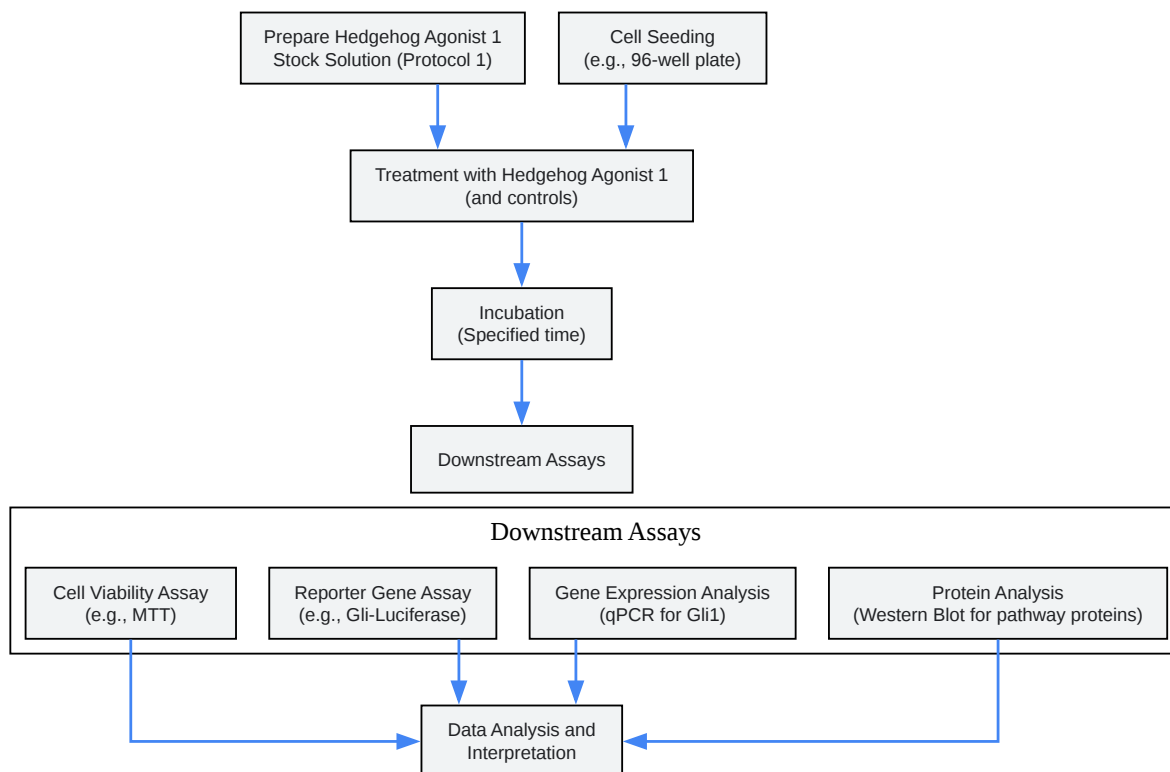 Prepare Hedgehog Agonist 1
Stock Solution (Protocol 1)
Cell Seeding
(e.g., 96-well plate)
Treatment with Hedgehog Agonist 1
(and controls)
Incubation
(Specified time)
Downstream Assays
Downstream Assays
Cell Viability Assay
(e.g., MTT)
Reporter Gene Assay
(e.g., Gli-Luciferase)
Gene Expression Analysis
(qPCR for Gli1)
Protein Analysis
(Western Blot for pathway proteins)
Data Analysis and
Interpretation